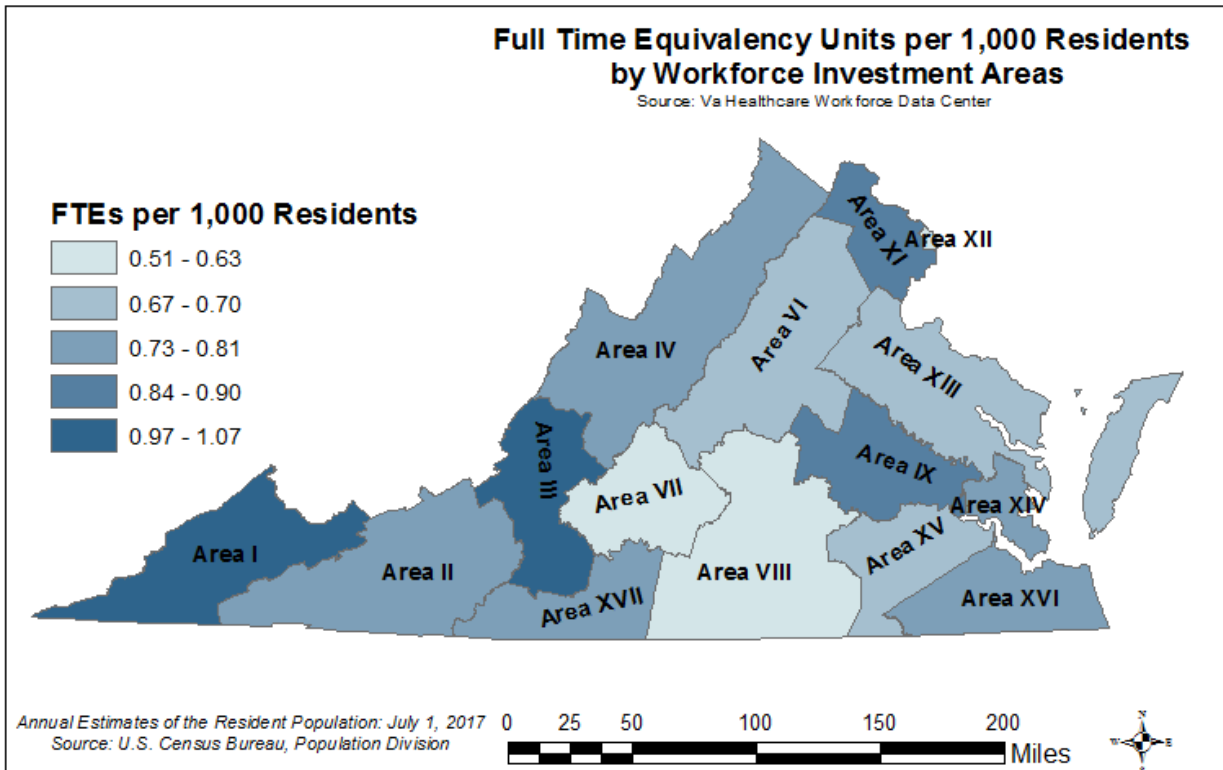 Full Time Equivalency Units per 1,000 Residents
by Workforce Investment Areas
Source: Va Healthcare Workforce Data Center
FTEs per 1,000 Residents
0.51 - 0.63
0.67 - 0.70
0.73 - 0.81
0.84 - 0.90
0.97 - 1.07
Area XI
Area XII
Area IV
Area VI
Area XIII
Area III
Area IX
Area VII
Area XIV
Area I
Area II
Area VIII
Area XV
Area XVII
Area XVI
Annual Estimates of the Resident Population: July 1, 2017
Source: U.S. Census Bureau, Population Division
0 25 50 100 150 200
Miles
N
W E
S